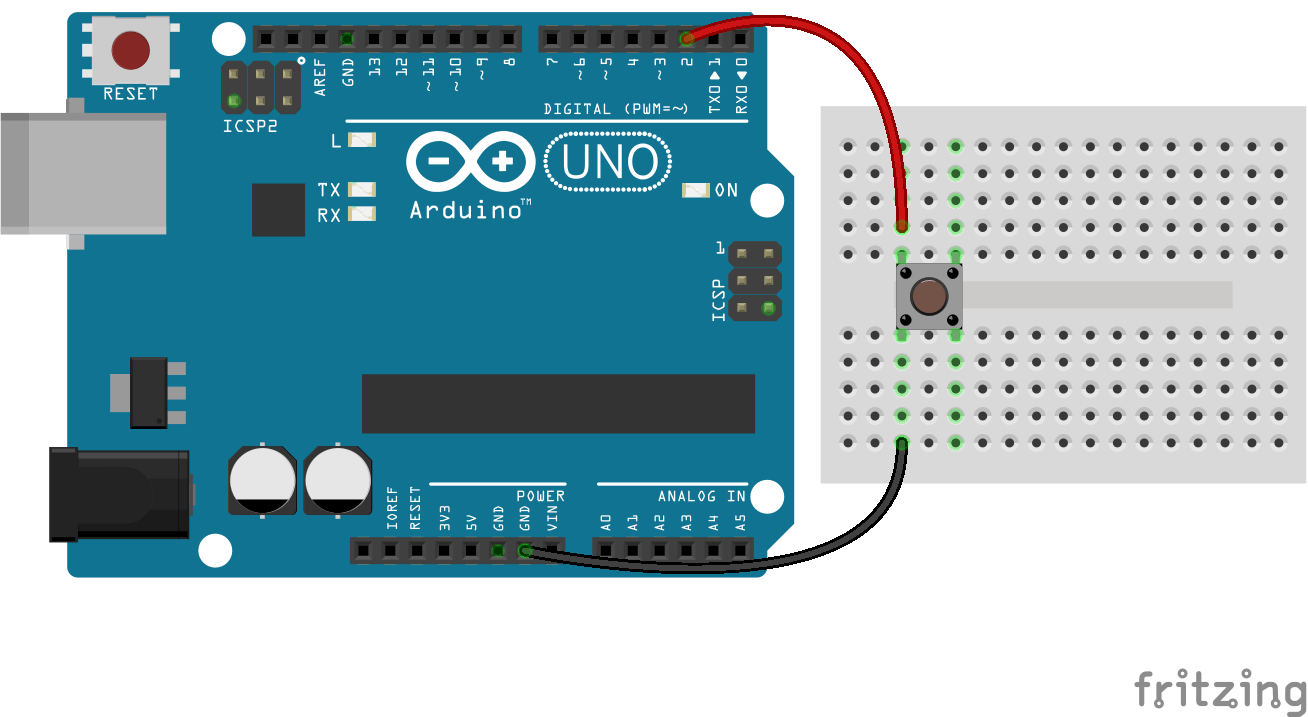 RESET
ICSP2
AREF
GND
13
12
~11
~10
~9
8
7
~6
~5
4
~3
2
TX0▶1
RX0◀0
DIGITAL (PWM=~)
L
TX
RX
UNO
ON
Arduino™
1
ICSP
IOREF
RESET
3V3
5V
GND
GND
VIN
POWER
ANALOG IN
A0
A1
A2
A3
A4
A5
fritzing